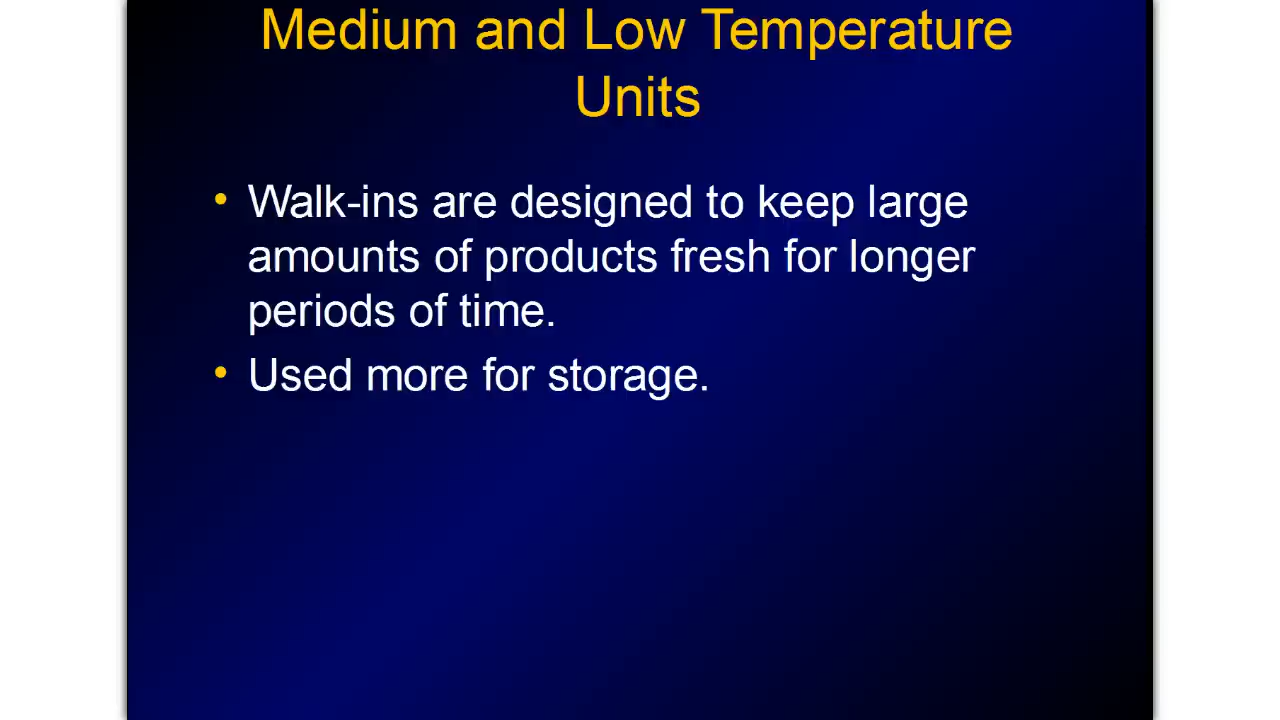 Medium and Low Temperature
Units
• Walk-ins are designed to keep large
amounts of products fresh for longer
periods of time.
• Used more for storage.